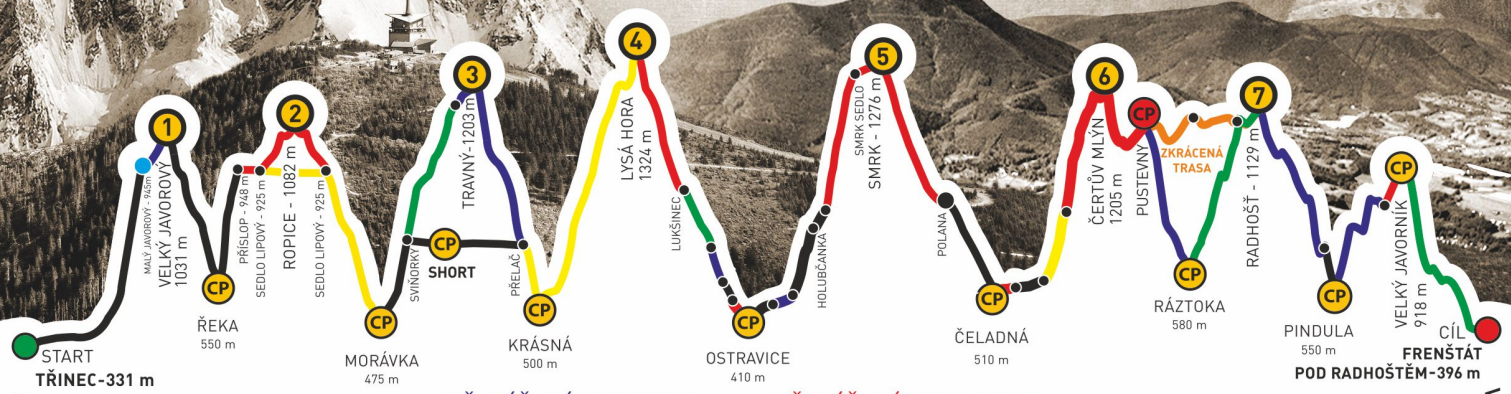 START
TŘINEC-331 m
MALÝ JAVOROVÝ - 945m
1
VELKÝ JAVOROVÝ
1031 m
CP
ŘEKA
550 m
PŘÍSLOP - 948 m
SEDLO LIPOVÝ - 925 m
2
ROPICE - 1082 m
SEDLO LIPOVÝ - 925 m
CP
MORÁVKA
475 m
SVIŇORKY
CP
SHORT
3
TRAVNÝ-1203 m
PŘELAČ
CP
KRÁSNÁ
500 m
4
LYSÁ HORA
1324 m
LUKŠINEC
CP
OSTRAVICE
410 m
HOLUBČANKA
SMRK SEDLO
5
SMRK - 1276 m
POLANA
CP
ČELADNÁ
510 m
6
ČERTŮV MLÝN
1205 m
CP
PUSTEVNY
ZKRÁCENÁ
TRASA
CP
RÁZTOKA
580 m
7
RADHOŠŤ - 1129 m
CP
PINDULA
550 m
CP
VELKÝ JAVORNÍK
918 m
CÍL
FRENŠTÁT
POD RADHOŠTĚM-396 m